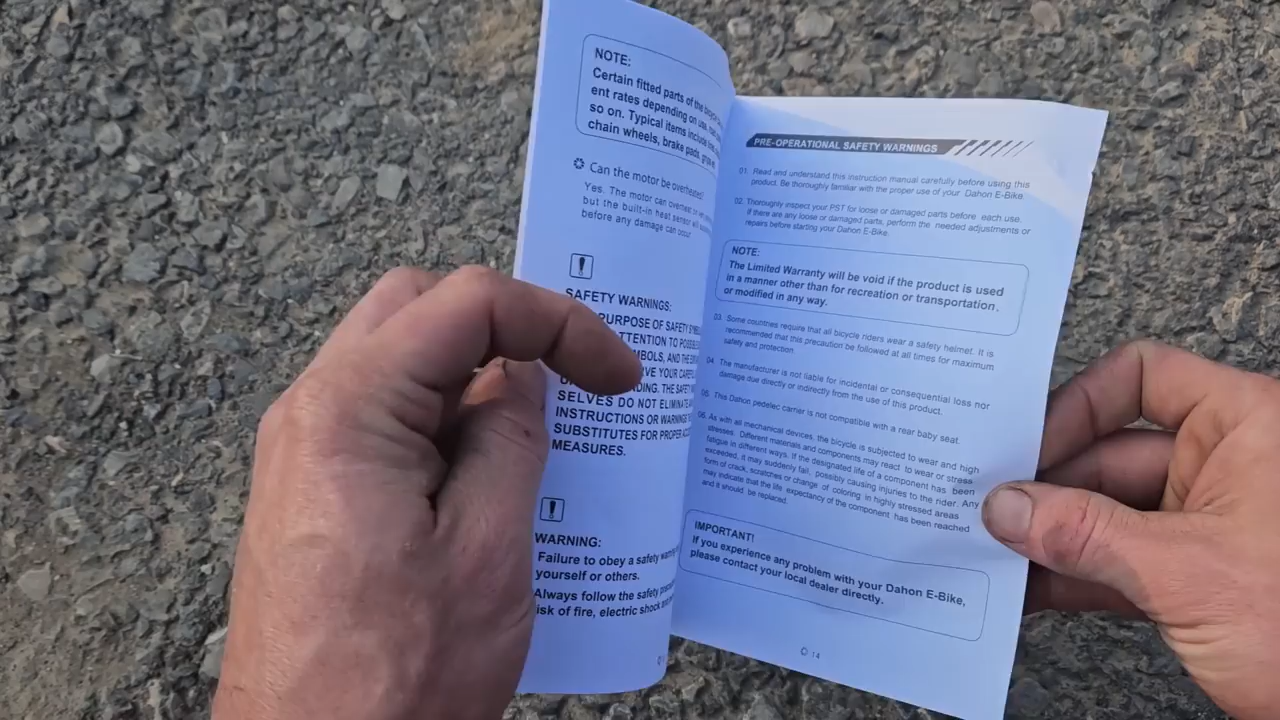 NOTE:
Certain fitted parts of the bicycle
ent rates depending on use,
so on. Typical items include
chain wheels, brake pads, grips
Can the motor be overheated?
Yes. The motor can overheat
but the built-in heat sensor will
before any damage can occur
SAFETY WARNINGS:
PURPOSE OF SAFETY
ATTENTION TO
AND THE
YOUR
THE SAFETY
SELVES DO NOT ELIMINATE
INSTRUCTIONS OR WARNINGS
SUBSTITUTES FOR PROPER
MEASURES.
WARNING:
Failure to obey a safety warning
yourself or others.
Always follow the safety
risk of fire, electric shock and
PRE-OPERATIONAL SAFETY WARNINGS
01. Read and understand this instruction manual carefully before using this
product. Be thoroughly familiar with the proper use of your Dahon E-Bike
02. Thoroughly inspect your PST for loose or damaged parts before each use.
if there are any loose or damaged parts, perform the needed adjustments or
repairs before starting your Dahon E-Bike.
NOTE:
The Limited Warranty will be void if the product is used
in a manner other than for recreation or transportation,
or modified in any way.
03. Some countries require that all bicycle riders wear a safety helmet. It is
recommended that this precaution be followed at all times for maximum
safety and protection.
04. The manufacturer is not liable for incidental or consequential loss nor
damage due directly or indirectly from the use of this product.
05. This Dahon pedelec carrier is not compatible with a rear baby seat.
06. As with all mechanical devices, the bicycle is subjected to wear and high
stresses. Different materials and components may react to wear or stress
fatigue in different ways. If the designated life of a component has been
exceeded, it may suddenly fail, possibly causing injuries to the rider. Any
form of crack, scratches or change of coloring in highly stressed areas
may indicate that the life expectancy of the component has been reached
and it should be replaced.
IMPORTANT!
If you experience any problem with your Dahon E-Bike,
please contact your local dealer directly.
14